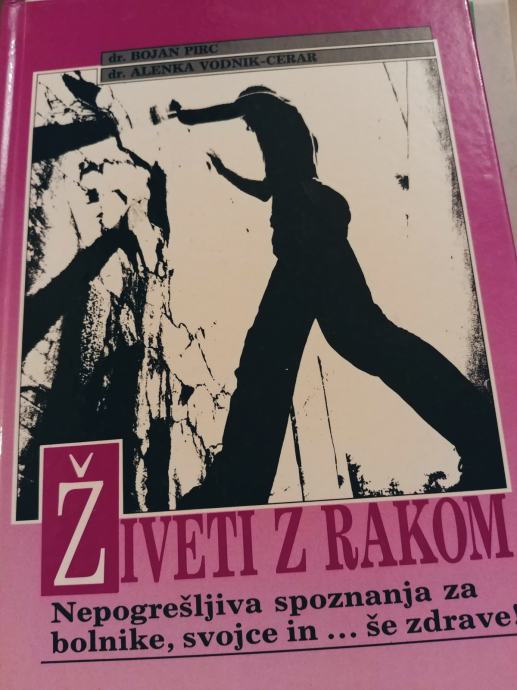 dr. BOJAN PIRC
dr. ALENKA VODNIK-CERAR
ŽIVETI Z RAKOM
Nepogrešljiva spoznanja za
bolnike, svojce in ... še zdrave!